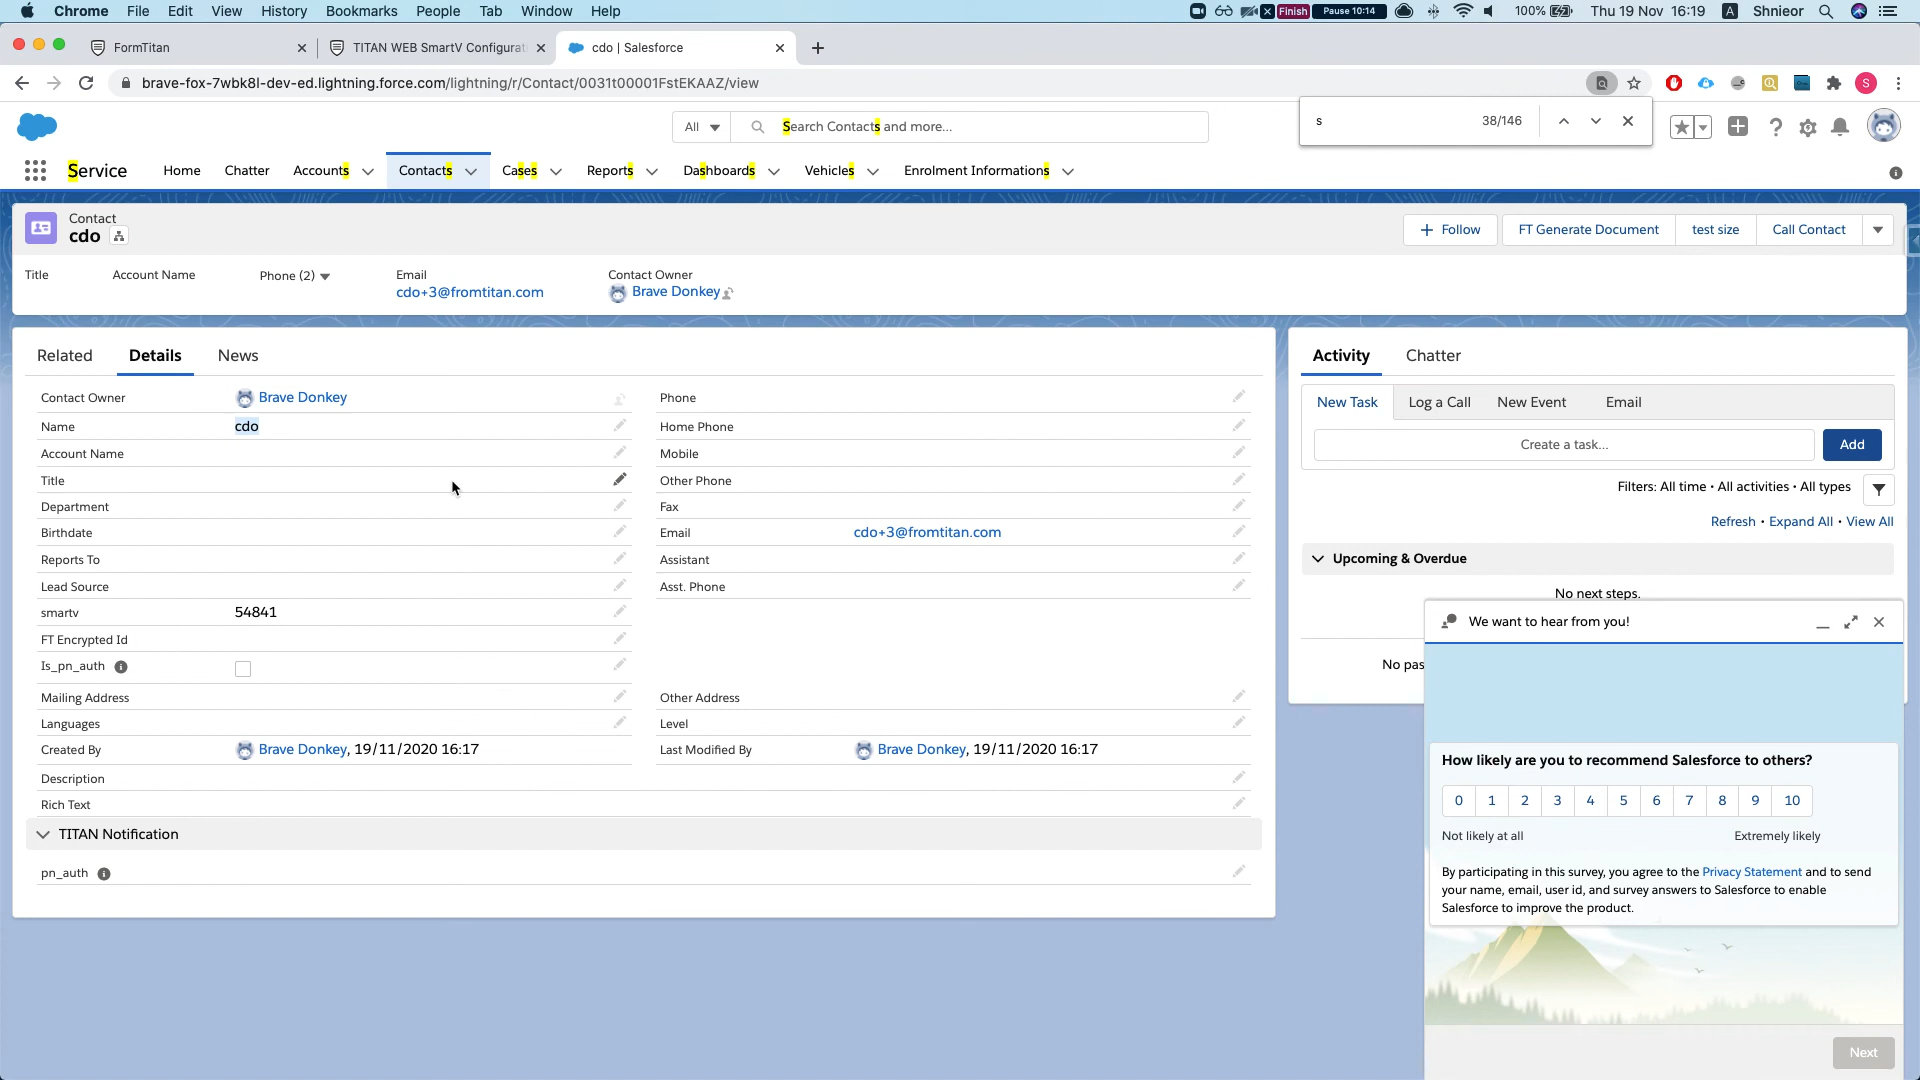 Chrome File Edit View History Bookmarks People Tab Window Help
Finish Pause 10:14 100% Thu 19 Nov 16:19 A Shnieor
FormTitan
TITAN WEB SmartV Configurat
cdo | Salesforce
brave-fox-7wbk8l-dev-ed.lightning.force.com/lightning/r/Contact/0031t00001FstEKAAZ/view
S
s 38/146
All Search Contacts and more...
Service Home Chatter Accounts Contacts Cases Reports Dashboards Vehicles Enrolment Informations
Contact
cdo
+ Follow FT Generate Document test size Call Contact
Title Account Name Phone (2) Email Contact Owner
cdo+3@fromtitan.com Brave Donkey
Related Details News
Contact Owner Brave Donkey Phone
Name cdo Home Phone
Account Name Mobile
Title Other Phone
Department Fax
Birthdate Email cdo+3@fromtitan.com
Reports To Assistant
Lead Source Asst. Phone
smartv 54841
FT Encrypted Id
Is_pn_auth
Mailing Address Other Address
Languages Level
Created By Brave Donkey, 19/11/2020 16:17 Last Modified By Brave Donkey, 19/11/2020 16:17
Description
Rich Text
TITAN Notification
pn_auth
Activity Chatter
New Task Log a Call New Event Email
Create a task... Add
Filters: All time • All activities • All types
Refresh • Expand All • View All
Upcoming & Overdue
No next steps.
No pas
We want to hear from you!
How likely are you to recommend Salesforce to others?
0 1 2 3 4 5 6 7 8 9 10
Not likely at all Extremely likely
By participating in this survey, you agree to the Privacy Statement and to send
your name, email, user id, and survey answers to Salesforce to enable
Salesforce to improve the product.
Next